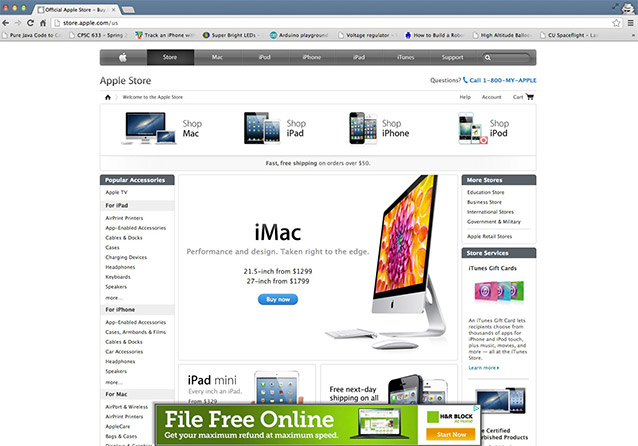 Official Apple Store - Buy
store.apple.com/us
Pure Java Code to Ca
CPSC 633 - Spring 2
Track an iPhone with
Super Bright LEDs
Arduino playground
Voltage regulator
How to Build a Robo
High Altitude Balloo
CU Spaceflight - La
Store
Mac
iPod
iPhone
iPad
iTunes
Support
Apple Store
Questions? Call 1-800-MY-APPLE
Welcome to the Apple Store
Help
Account
Cart
Shop
Mac
Shop
iPad
Shop
iPhone
Shop
iPod
Fast, free shipping on orders over $50.
Popular Accessories
Apple TV
For iPad
AirPrint Printers
App-Enabled Accessories
Cables & Docks
Cases
Charging Devices
Headphones
Keyboards
Speakers
more...
For iPhone
App-Enabled Accessories
Cases, Armbands & Films
Cables & Docks
Car Accessories
Headphones
Speakers
more...
For Mac
AirPort & Wireless
AirPrint Printers
AppleCare
Bags & Cases
iMac
Performance and design. Taken right to the edge.
21.5-inch from $1299
27-inch from $1799
Buy now
iPad mini
Every inch an iPad.
From $329
Free next-day
shipping on all
More Stores
Education Store
Business Store
International Stores
Government & Military
Apple Retail Stores
Store Services
iTunes Gift Cards
An iTunes Gift Card lets
recipients choose from
thousands of apps for
iPhone and iPod touch,
plus music, movies, and
more — all at the iTunes
Store.
Learn more
Certified
Refurbished
File Free Online
Get your maximum refund at maximum speed.
H&R BLOCK
At Home
Start Now